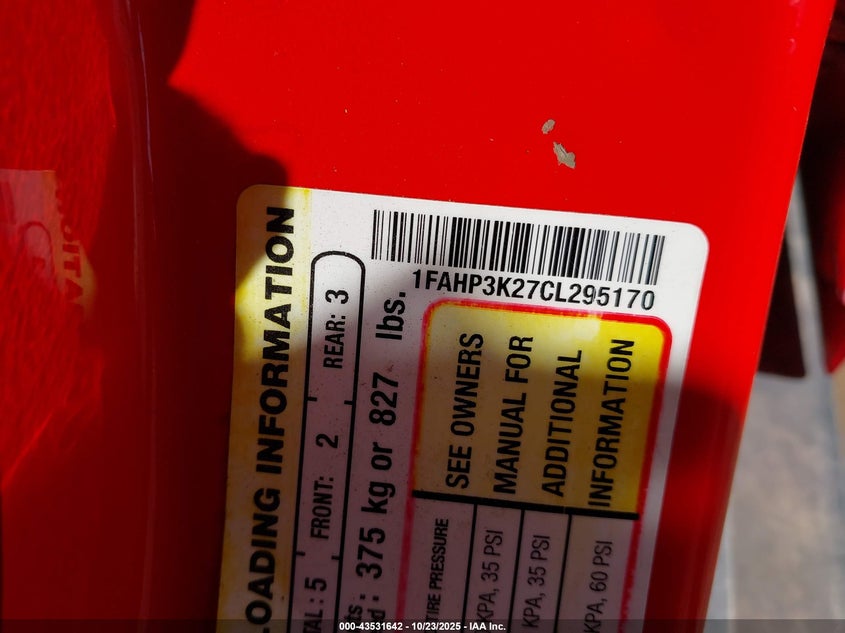 1FAHP3K27CL295170
LOADING INFORMATION
TAL : 5 FRONT: 2 REAR: 3
s :
d : 375 kg or 827 lbs.
SEE OWNERS
MANUAL FOR
ADDITIONAL
INFORMATION
TIRE PRESSURE
KPA, 35 PSI
KPA, 35 PSI
KPA, 60 PSI
000-43531642 - 10/23/2025 - IAA Inc.